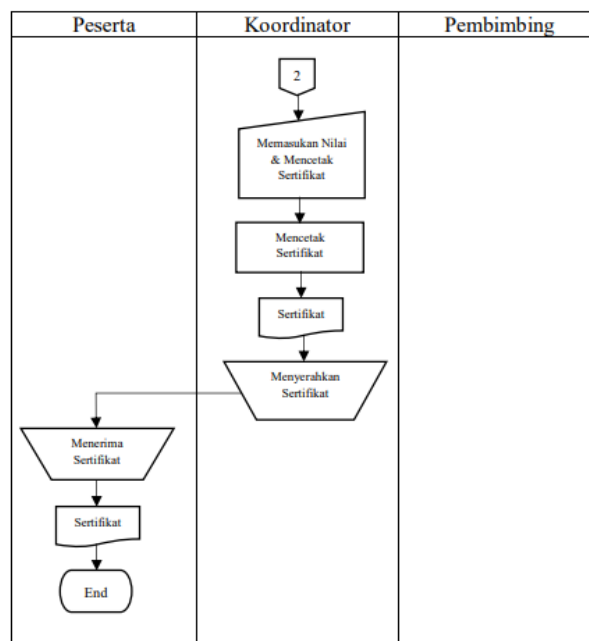 Peserta
Koordinator
Pembimbing
2
Memasukan Nilai
& Mencetak
Sertifikat
Mencetak
Sertifikat
Sertifikat
Menyerahkan
Sertifikat
Menerima
Sertifikat
Sertifikat
End